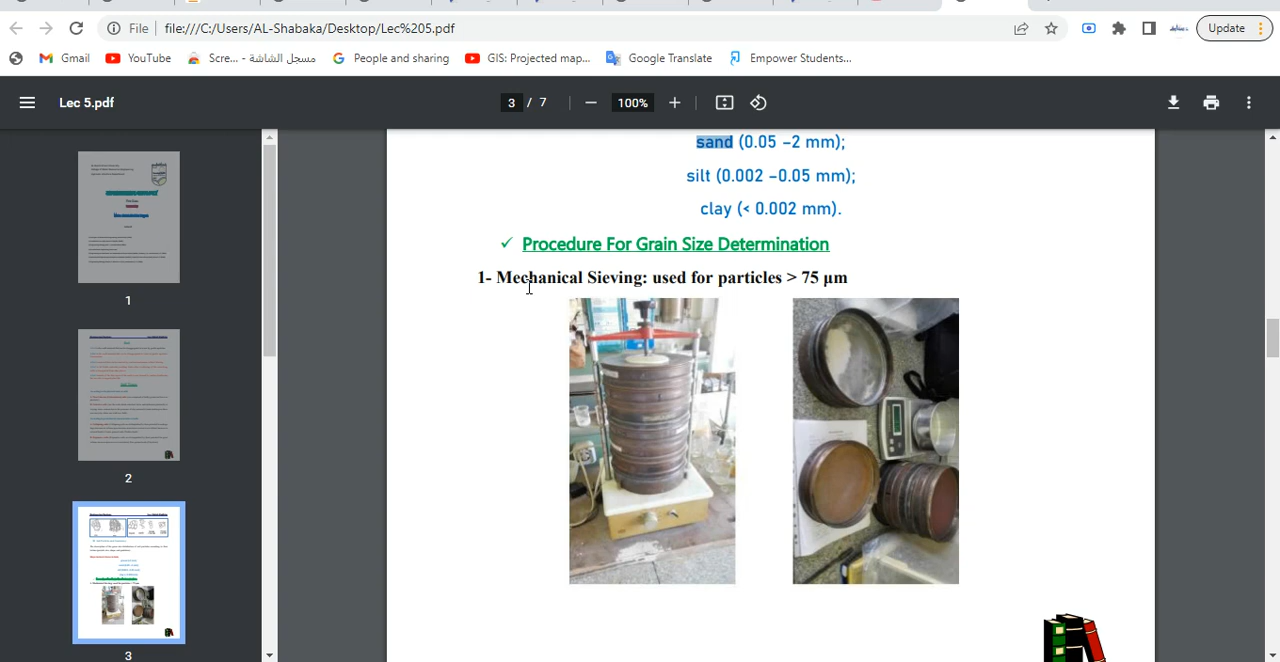 File file:///C:/Users/AL-Shabaka/Desktop/Lec%205.pdf
Update
Gmail YouTube Scre... - مسجل الشاشة People and sharing GIS: Projected map... Google Translate Empower Students...
Lec 5.pdf
3 / 7
100%
1
2
3
sand (0.05 –2 mm);
silt (0.002 –0.05 mm);
clay (< 0.002 mm).
✓ Procedure For Grain Size Determination
1- Mechanical Sieving: used for particles > 75 µm